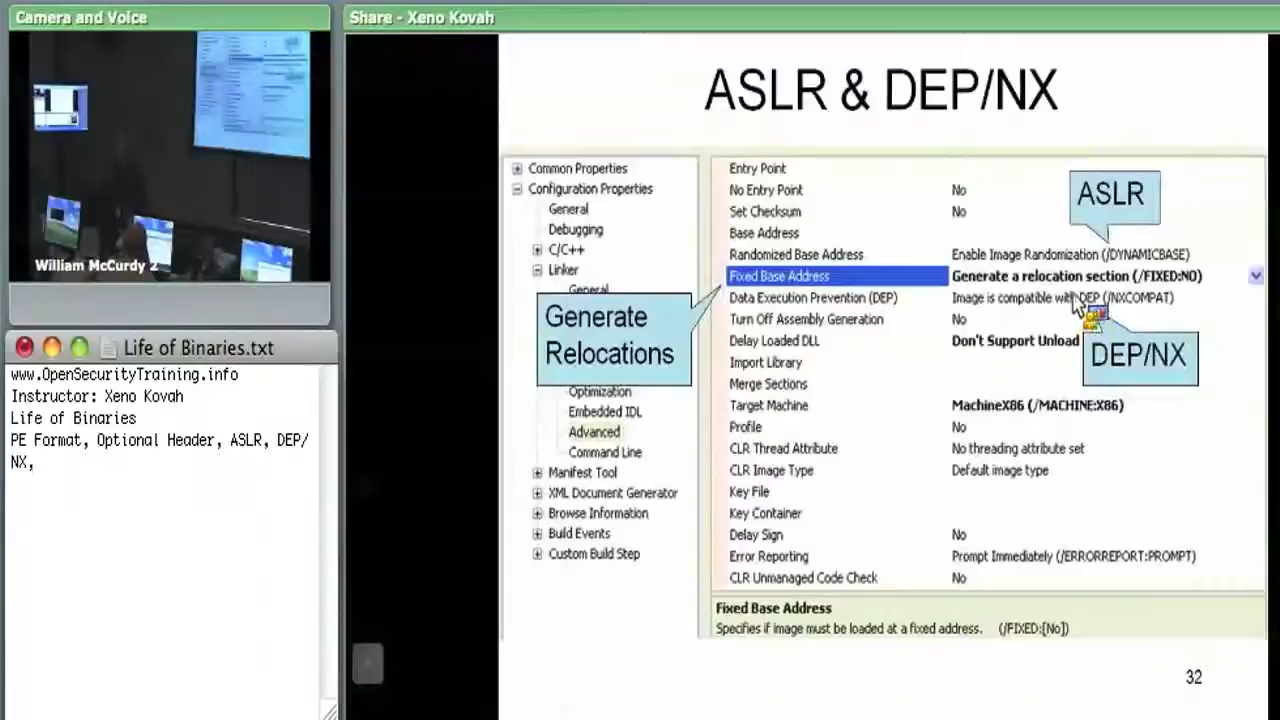 Camera and Voice
William McCurdy 2
Life of Binaries.txt
www.OpenSecurityTraining.info
Instructor: Xeno Kovah
Life of Binaries
PE Format, Optional Header, ASLR, DEP/
NX,
Share - Xeno Kovah
ASLR & DEP/NX
Common Properties
Configuration Properties
General
Debugging
C/C++
Linker
General
Generate
Relocations
Optimization
Embedded IDL
Advanced
Command Line
Manifest Tool
XML Document Generator
Browse Information
Build Events
Custom Build Step
Entry Point
No Entry Point No
Set Checksum No
Base Address
Randomized Base Address Enable Image Randomization (/DYNAMICBASE)
Fixed Base Address Generate a relocation section (/FIXED:NO)
Data Execution Prevention (DEP) Image is compatible with DEP (/NXCOMPAT)
Turn Off Assembly Generation No
Delay Loaded DLL Don't Support Unload
Import Library
Merge Sections
Target Machine MachineX86 (/MACHINE:X86)
Profile No
CLR Thread Attribute No threading attribute set
CLR Image Type Default image type
Key File
Key Container
Delay Sign No
Error Reporting Prompt Immediately (/ERRORREPORT:PROMPT)
CLR Unmanaged Code Check No
ASLR
DEP/NX
Fixed Base Address
Specifies if image must be loaded at a fixed address. (/FIXED:[No])
32